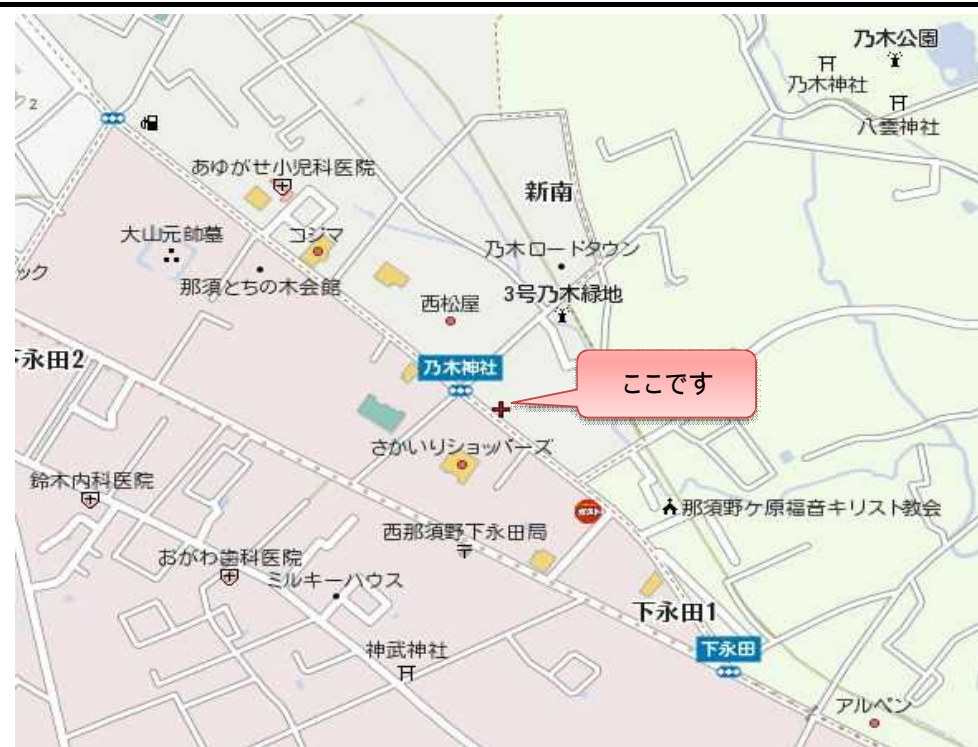 乃木公園
乃木神社
八雲神社
2
あゆがせ小児科医院
新南
大山元帥墓
コジマ
乃木ロードタウン
ック
那須とちの木会館
西松屋
3号乃木緑地
下永田2
乃木神社
ここです
さかいりショッパーズ
鈴木内科医院
ガスト
那須野ケ原福音キリスト教会
西那須野下永田局
おがわ歯科医院
ミルキーハウス
下永田1
神武神社
下永田
アルペン